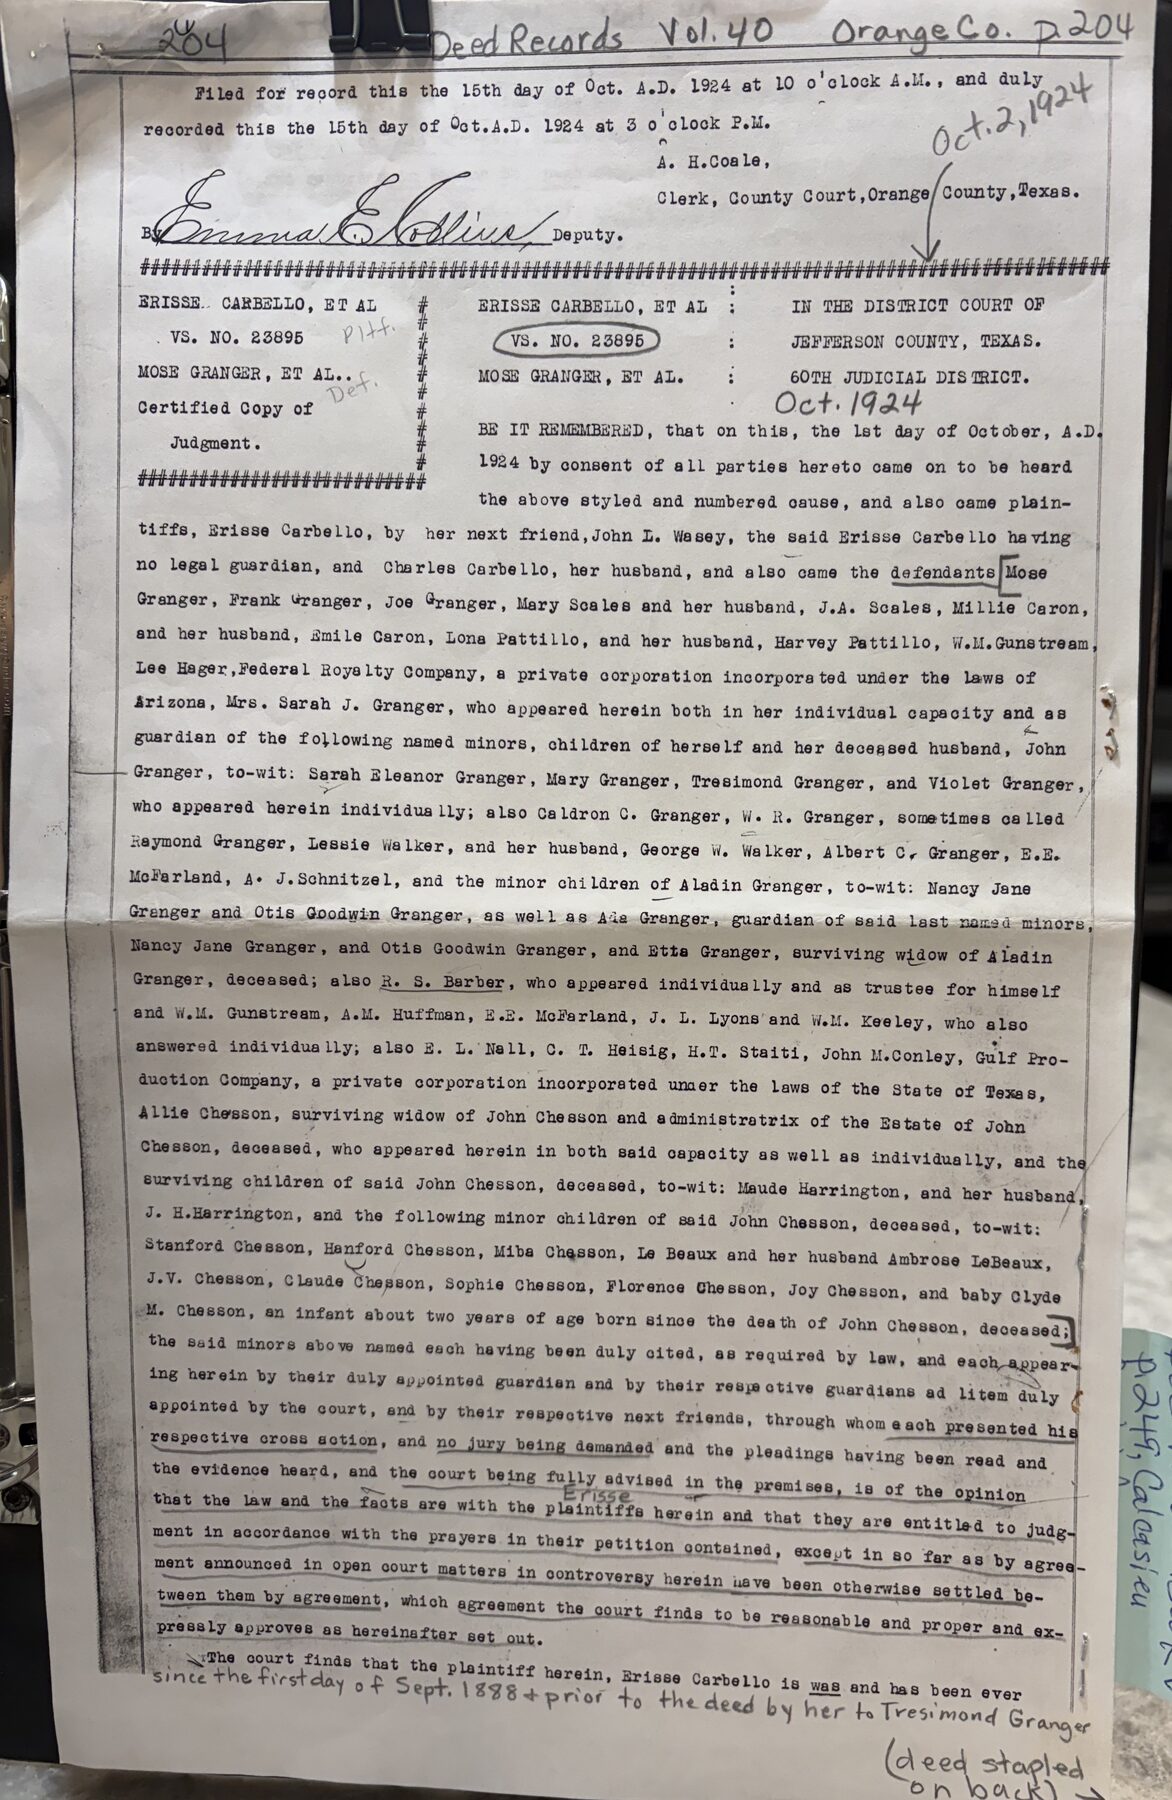 204 Deed Records Vol. 40 Orange Co. p. 204
Filed for record this the 15th day of Oct. A.D. 1924 at 10 o'clock A.M., and duly
recorded this the 15th day of Oct.A.D. 1924 at 3 o'clock P.M.
Oct. 2, 1924
A. H.Coale,
Clerk, County Court,Orange County,Texas.
By Emma E. Collins, Deputy.
################################################################################
ERISSE CARBELLO, ET AL
VS. NO. 23895 Pltf.
MOSE GRANGER, ET AL..
Def.
Certified Copy of
Judgment.
###########################
ERISSE CARBELLO, ET AL : IN THE DISTRICT COURT OF
VS. NO. 23895 : JEFFERSON COUNTY, TEXAS.
MOSE GRANGER, ET AL. : 60TH JUDICIAL DISTRICT.
Oct. 1924
BE IT REMEMBERED, that on this, the 1st day of October, A.D.
1924 by consent of all parties hereto came on to be heard
the above styled and numbered cause, and also came plain-
tiffs, Erisse Carbello, by her next friend,John L. Wasey, the said Erisse Carbello having
no legal guardian, and Charles Carbello, her husband, and also came the defendants [Mose
Granger, Frank Granger, Joe Granger, Mary Scales and her husband, J.A. Scales, Millie Caron,
and her husband, Emile Caron, Lona Pattillo, and her husband, Harvey Pattillo, W.M.Gunstream,
Lee Hager,Federal Royalty Company, a private corporation incorporated under the laws of
Arizona, Mrs. Sarah J. Granger, who appeared herein both in her individual capacity and as
guardian of the following named minors, children of herself and her deceased husband, John
Granger, to-wit: Sarah Eleanor Granger, Mary Granger, Tresimond Granger, and Violet Granger,
who appeared herein individually; also Caldron C. Granger, W. R. Granger, sometimes called
Raymond Granger, Lessie Walker, and her husband, George W. Walker, Albert C. Granger, E.E.
McFarland, A. J.Schnitzel, and the minor children of Aladin Granger, to-wit: Nancy Jane
Granger and Otis Goodwin Granger, as well as Ada Granger, guardian of said last named minors,
Nancy Jane Granger, and Otis Goodwin Granger, and Etta Granger, surviving widow of Aladin
Granger, deceased; also R. S. Barber, who appeared individually and as trustee for himself
and W.M. Gunstream, A.M. Huffman, E.E. McFarland, J. L. Lyons and W.M. Keeley, who also
answered individually; also E. L. Nall, C. T. Heisig, H.T. Staiti, John M.Conley, Gulf Pro-
duction Company, a private corporation incorporated under the laws of the State of Texas,
Allie Chesson, surviving widow of John Chesson and administratrix of the Estate of John
Chesson, deceased, who appeared herein in both said capacity as well as individually, and the
surviving children of said John Chesson, deceased, to-wit: Maude Harrington, and her husband,
J. H.Harrington, and the following minor children of said John Chesson, deceased, to-wit:
Stanford Chesson, Hanford Chesson, Miba Chesson, Le Beaux and her husband Ambrose LeBeaux,
J.V. Chesson, Claude Chesson, Sophie Chesson, Florence Chesson, Joy Chesson, and baby Clyde
M. Chesson, an infant about two years of age born since the death of John Chesson, deceased;]
the said minors above named each having been duly cited, as required by law, and each appear-
ing herein by their duly appointed guardian and by their respective guardians ad litem duly
appointed by the court, and by their respective next friends, through whom each presented his
respective cross action, and no jury being demanded and the pleadings having been read and
the evidence heard, and the court being fully advised in the premises, is of the opinion
Erisse
that the law and the facts are with the plaintiffs herein and that they are entitled to judg-
ment in accordance with the prayers in their petition contained, except in so far as by agree-
ment announced in open court matters in controversy herein have been otherwise settled be-
tween them by agreement, which agreement the court finds to be reasonable and proper and ex-
pressly approves as hereinafter set out.
The court finds that the plaintiff herein, Erisse Carbello is was and has been ever
since the first day of Sept. 1888 + prior to the deed by her to Tresimond Granger
(deed stapled
on back) →
p. 249, Calcasieu